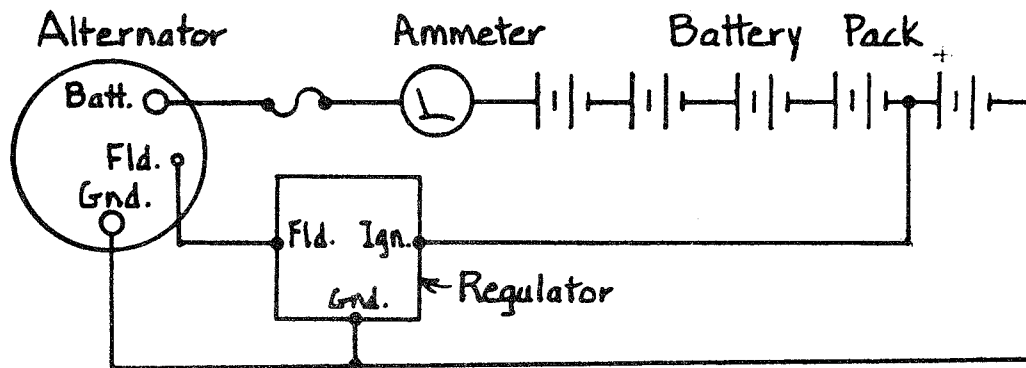 Alternator Ammeter Battery Pack
+
Batt.
Fld.
Gnd.
Fld. Ign.
Gnd.
Regulator